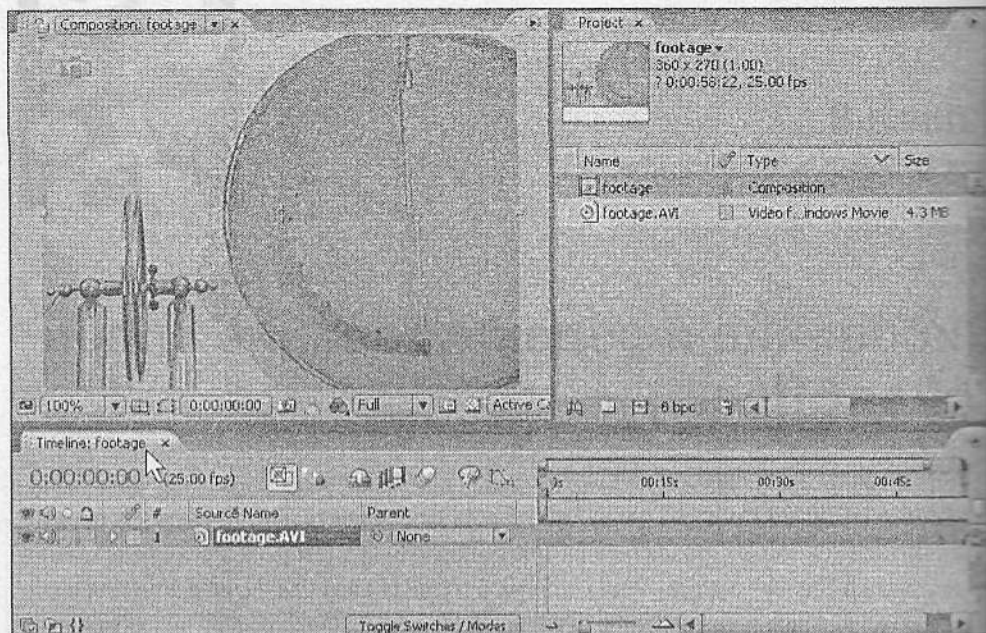 Composition: footage
Project
footage
360 x 270 (1.00)
? 0:00:58:22, 25.00 fps
Name Type Size
footage Composition
footage.AVI Video f...indows Movie 4.3 MB
100% 0:00:00:00 Full Active C
8 bpc
Timeline: footage
0:00:00:00 (25.00 fps)
0s 00:15s 00:30s 00:45s
# Source Name Parent
1 footage.AVI None
Toggle Switches / Modes